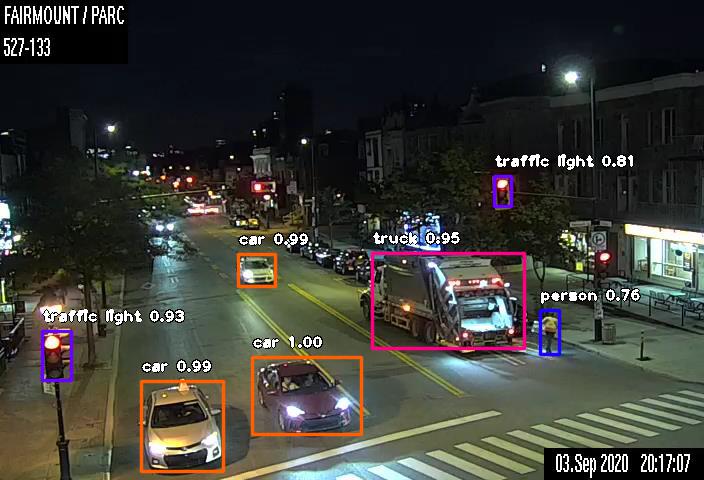 FAIRMOUNT / PARC
527-133
traffic light 0.81
car 0.99
truck 0.95
person 0.76
traffic light 0.93
car 1.00
car 0.99
03.Sep 2020 20:17:07